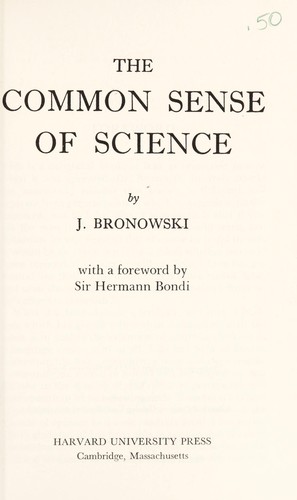 .50
THE
COMMON SENSE
OF SCIENCE
by
J. BRONOWSKI
with a foreword by
Sir Hermann Bondi
HARVARD UNIVERSITY PRESS
Cambridge, Massachusetts